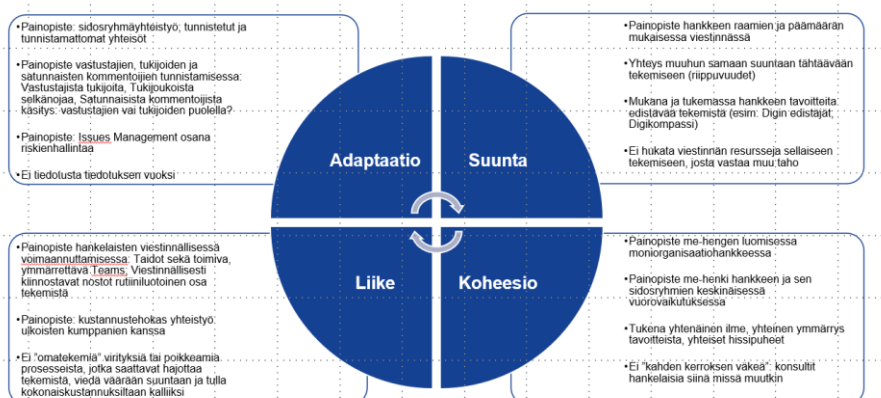 •Painopiste: sidosryhmäyhteistyö; tunnistetut ja
tunnistamattomat yhteisöt
•Painopiste vastustajien, tukijoiden ja
satunnaisten kommentoijien tunnistamisessa:
Vastustajista tukijoita, Tukijoukoista
selkänojaa, Satunnaisista kommentoijista
käsitys: vastustajien vai tukijoiden puolella?
•Painopiste: Issues Management osana
riskienhallintaa
•Ei tiedotusta tiedotuksen vuoksi
•Painopiste hankkeen raamien ja päämäärän
mukaisessa viestinnässä
•Yhteys muuhun samaan suuntaan tähtäävään
tekemiseen (riippuvuudet)
•Mukana ja tukemassa hankkeen tavoitteita
edistävää tekemistä (esim: Digin edistäjät,
Digikompassi)
•Ei hukata viestinnän resursseja sellaiseen
tekemiseen, josta vastaa muu taho
Adaptaatio
Suunta
Liike
Koheesio
•Painopiste hankelaisten viestinnällisessä
voimaannuttamisessa: Taidot sekä toimiva,
ymmärrettävä Teams; Viestinnällisesti
kiinnostavat nostot rutiiniluotoinen osa
tekemistä
•Painopiste: kustannustehokas yhteistyö
ulkoisten kumppanien kanssa
•Ei "omatekemiä" virityksiä tai poikkeamia
prosesseista, jotka saattavat hajottaa
tekemistä, viedä väärään suuntaan ja tulla
kokonaiskustannuksiltaan kalliiksi
•Painopiste me-hengen luomisessa
moniorganisaatiohankkeessa
•Painopiste me-henki hankkeen ja sen
sidosryhmien keskinäisessä
vuorovaikutuksessa
•Tukena yhtenäinen ilme, yhteinen ymmärrys
tavoitteista, yhteiset hissipuheet
•Ei "kahden kerroksen väkeä": konsultit
hankelaisia siinä missä muutkin